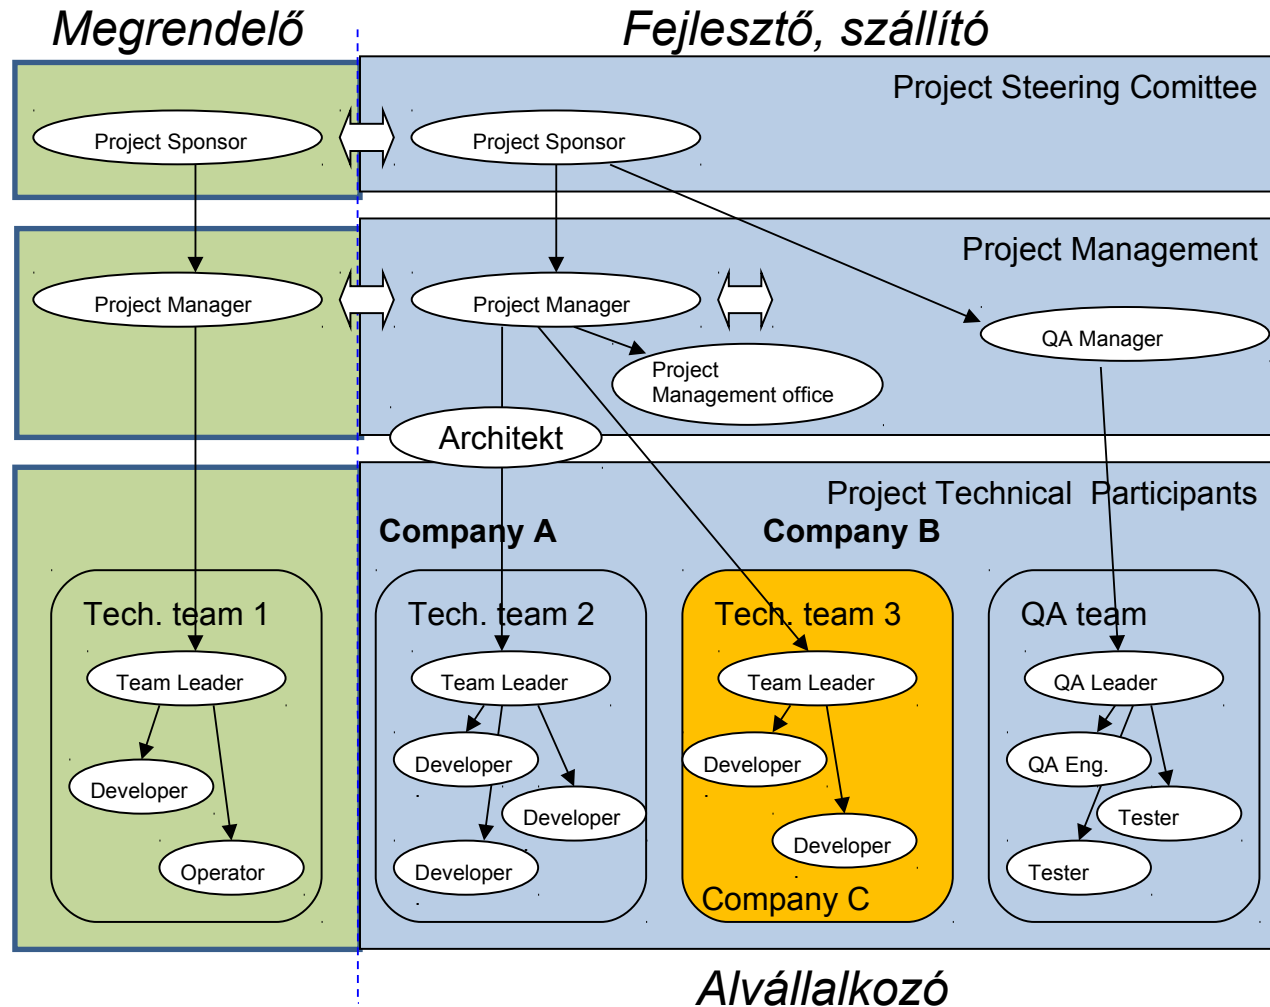 Megrendelő
Fejlesztő, szállító
Project Steering Comittee
Project Sponsor
Project Sponsor
Project Management
Project Manager
Project Manager
QA Manager
Project
Management office
Architekt
Project Technical Participants
Company A
Company B
Tech. team 1
Tech. team 2
Tech. team 3
QA team
Team Leader
Team Leader
Team Leader
QA Leader
Developer
Developer
Developer
QA Eng.
Developer
Tester
Operator
Developer
Developer
Tester
Company C
Alvállalkozó